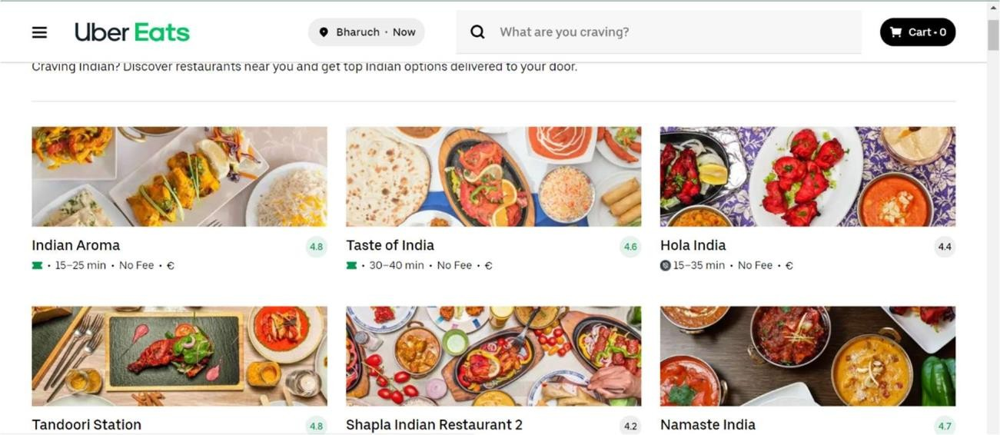 Uber Eats
Bharuch · Now
What are you craving?
Cart · 0
Craving Indian? Discover restaurants near you and get top Indian options delivered to your door.
Indian Aroma
4.8
· 15–25 min · No Fee · €
Taste of India
4.6
· 30–40 min · No Fee · €
Hola India
4.4
15–35 min · No Fee · €
Tandoori Station
4.8
Shapla Indian Restaurant 2
4.2
Namaste India
4.7